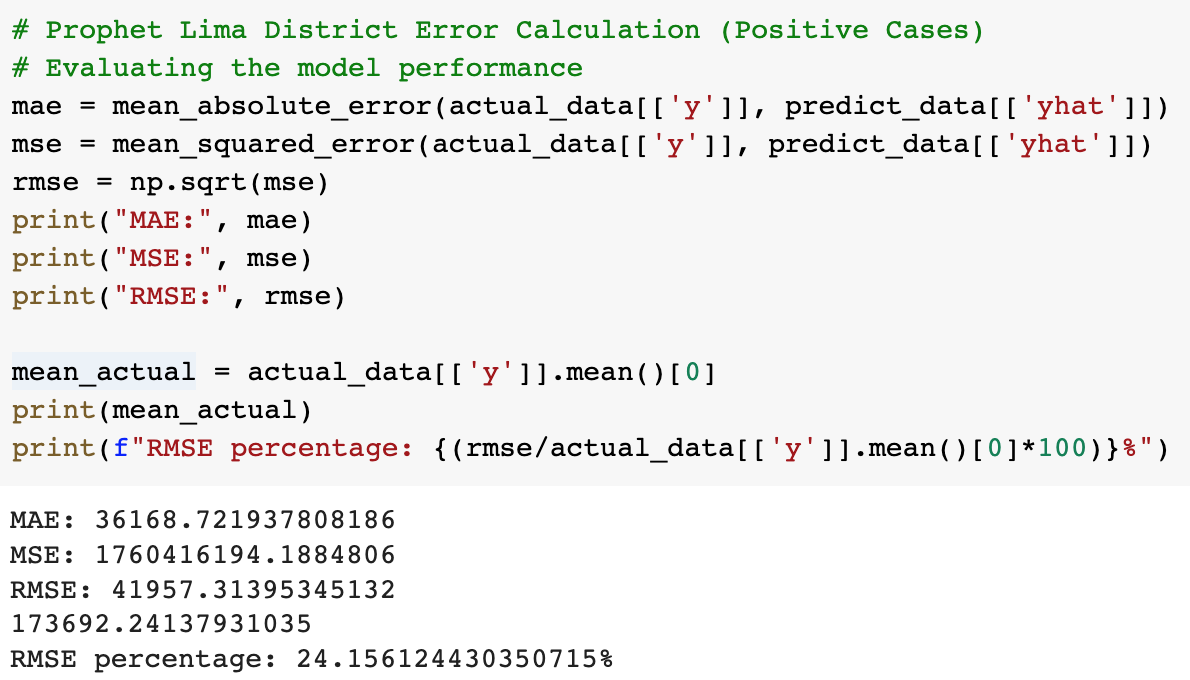 # Prophet Lima District Error Calculation (Positive Cases)
# Evaluating the model performance
mae = mean_absolute_error(actual_data[['y']], predict_data[['yhat']])
mse = mean_squared_error(actual_data[['y']], predict_data[['yhat']])
rmse = np.sqrt(mse)
print("MAE:", mae)
print("MSE:", mse)
print("RMSE:", rmse)
mean_actual = actual_data[['y']].mean()[0]
print(mean_actual)
print(f"RMSE percentage: {(rmse/actual_data[['y']].mean()[0]*100)}%")
MAE: 36168.721937808186
MSE: 1760416194.1884806
RMSE: 41957.31395345132
173692.24137931035
RMSE percentage: 24.156124430350715%